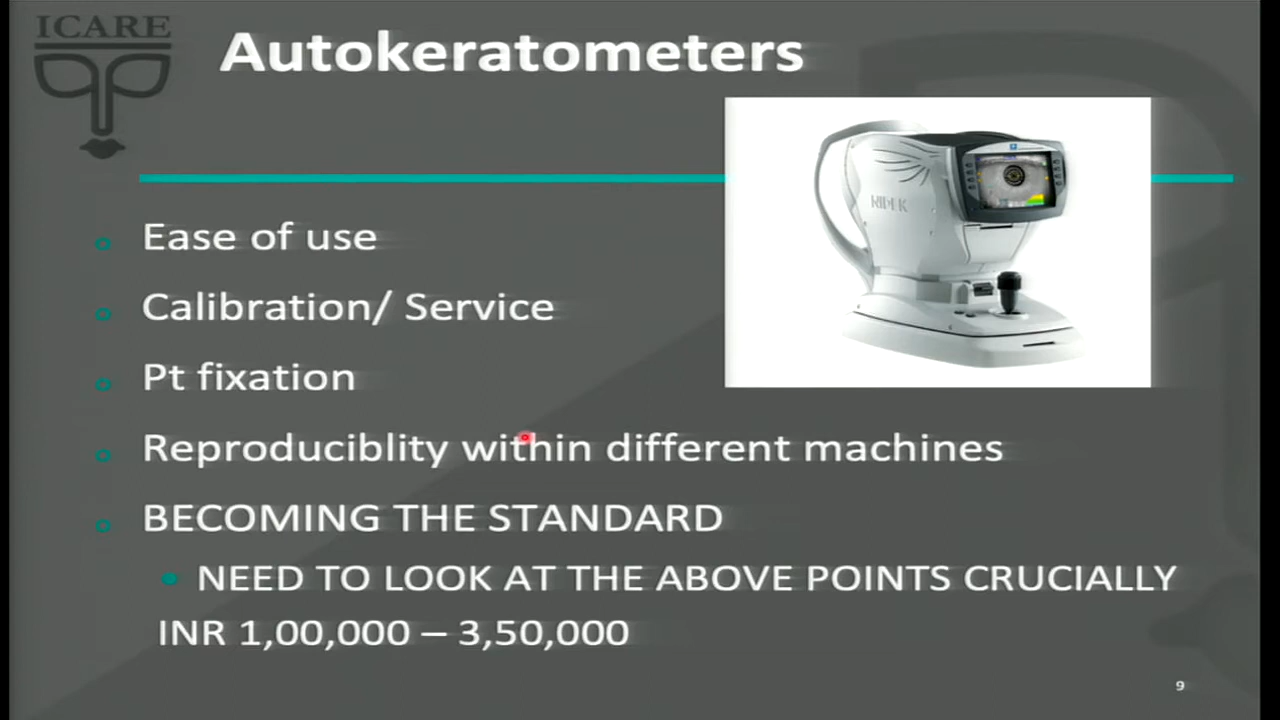 ICARE
Autokeratometers
NIDEK
Ease of use
Calibration/ Service
Pt fixation
Reproduciblity within different machines
BECOMING THE STANDARD
NEED TO LOOK AT THE ABOVE POINTS CRUCIALLY
INR 1,00,000 – 3,50,000
9